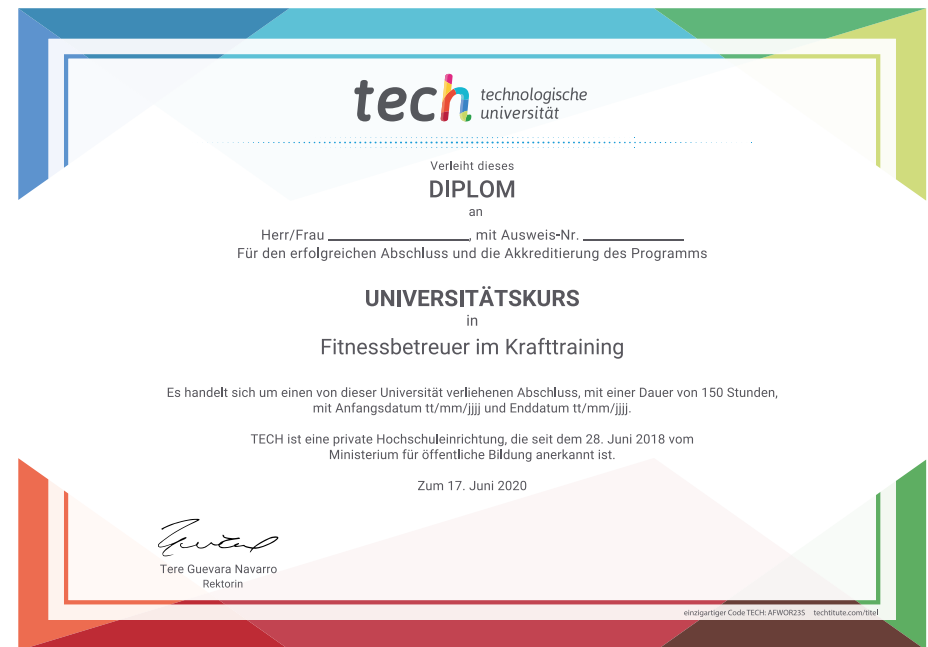 tech technologische
universität
Verleiht dieses
DIPLOM
an
Herr/Frau ____________, mit Ausweis-Nr. ____________
Für den erfolgreichen Abschluss und die Akkreditierung des Programms
UNIVERSITÄTSKURS
in
Fitnessbetreuer im Krafttraining
Es handelt sich um einen von dieser Universität verliehenen Abschluss, mit einer Dauer von 150 Stunden,
mit Anfangsdatum tt/mm/jjjj und Enddatum tt/mm/jjjj.
TECH ist eine private Hochschuleinrichtung, die seit dem 28. Juni 2018 vom
Ministerium für öffentliche Bildung anerkannt ist.
Zum 17. Juni 2020
Tere Guevara Navarro
Rektorin
einzigartiger Code TECH: AFWOR235 techtitute.com/titel